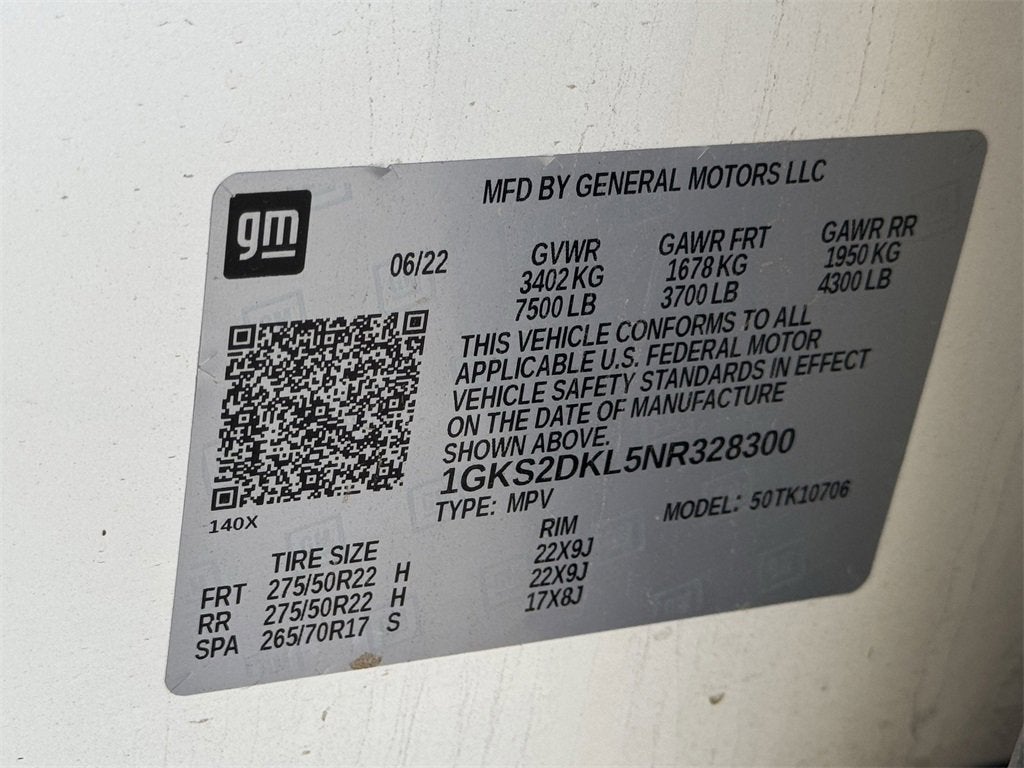 gm
MFD BY GENERAL MOTORS LLC
06/22
GVWR GAWR FRT GAWR RR
3402 KG 1678 KG 1950 KG
7500 LB 3700 LB 4300 LB
THIS VEHICLE CONFORMS TO ALL
APPLICABLE U.S. FEDERAL MOTOR
VEHICLE SAFETY STANDARDS IN EFFECT
ON THE DATE OF MANUFACTURE
SHOWN ABOVE.
1GKS2DKL5NR328300
TYPE: MPV MODEL: 50TK10706
140X
TIRE SIZE RIM
FRT 275/50R22 H 22X9J
RR 275/50R22 H 22X9J
SPA 265/70R17 S 17X8J